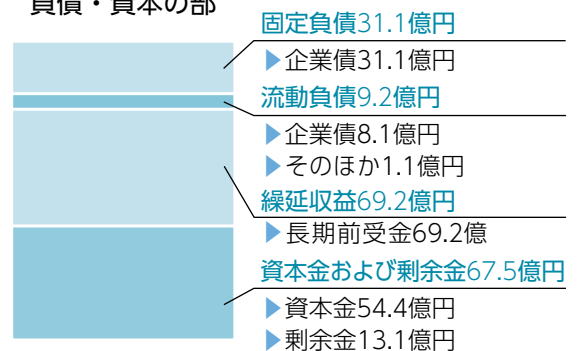 負債・資本の部
固定負債31.1億円
▶企業債31.1億円
流動負債9.2億円
▶企業債8.1億円
▶そのほか1.1億円
繰延収益69.2億円
▶長期前受金69.2億
資本金および剰余金67.5億円
▶資本金54.4億円
▶剰余金13.1億円